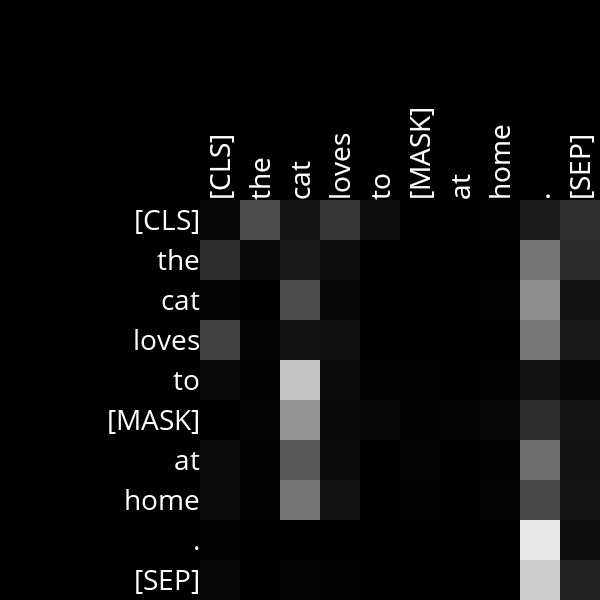 [CLS] the cat loves to [MASK] at home . [SEP]
[CLS]
the
cat
loves
to
[MASK]
at
home
.
[SEP]